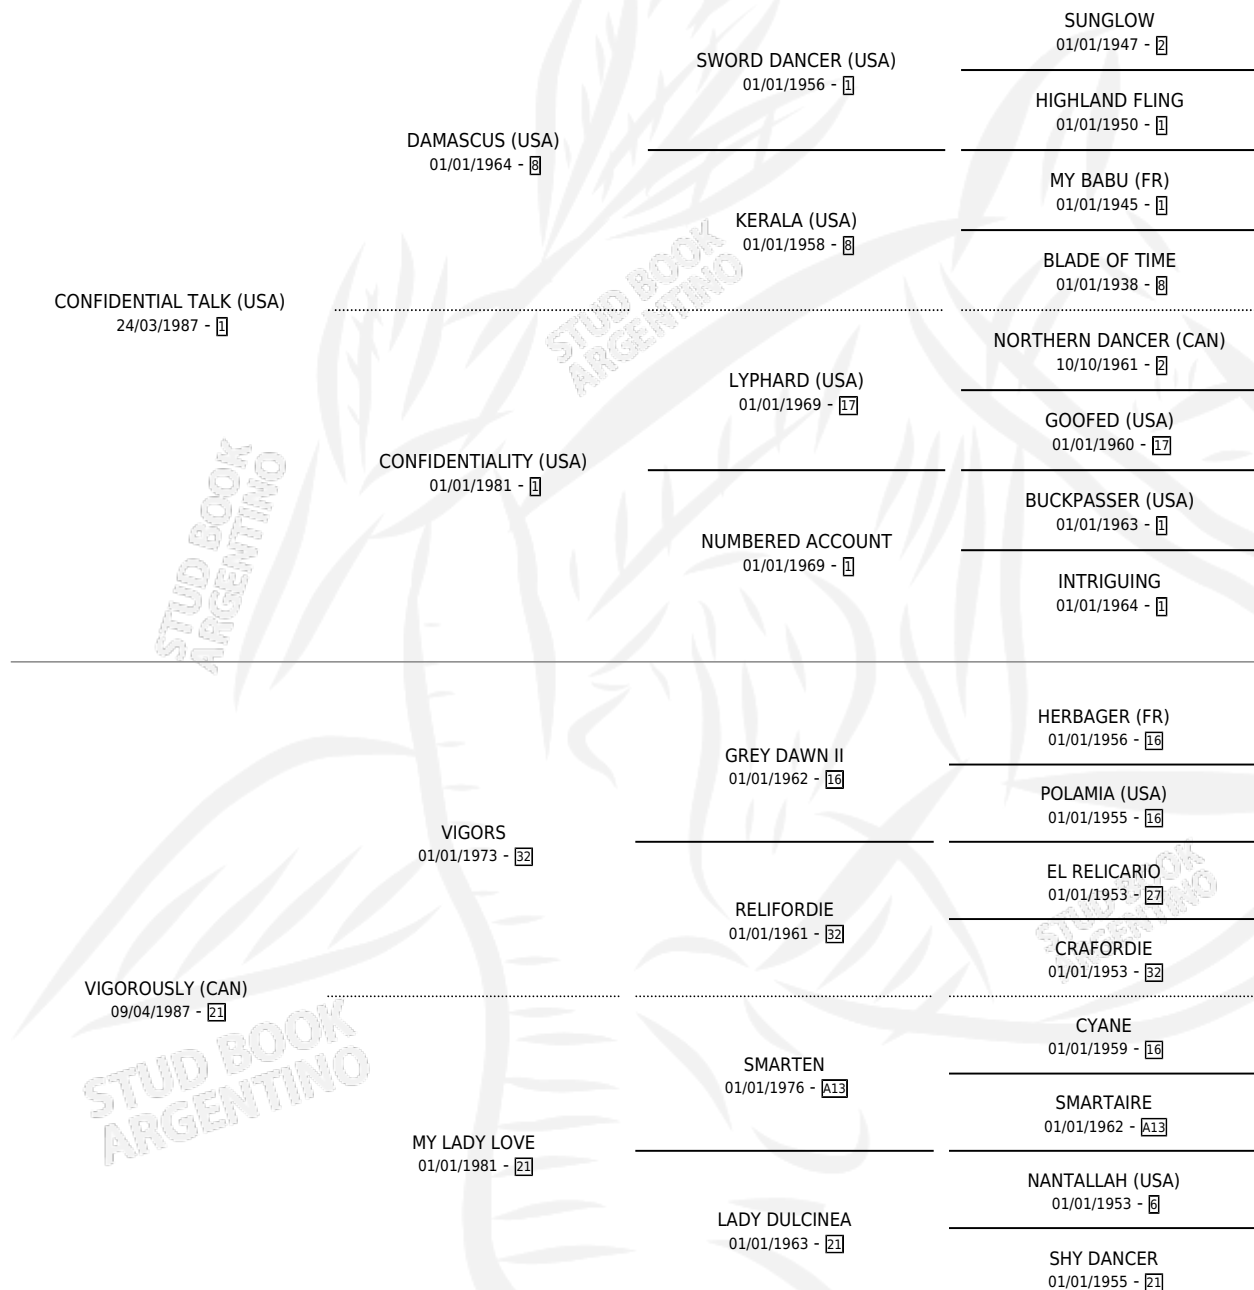 SUNGLOW
01/01/1947 - 2
SWORD DANCER (USA)
01/01/1956 - 1
HIGHLAND FLING
01/01/1950 - 1
DAMASCUS (USA)
01/01/1964 - 8
MY BABU (FR)
01/01/1945 - 1
KERALA (USA)
01/01/1958 - 8
BLADE OF TIME
01/01/1938 - 8
CONFIDENTIAL TALK (USA)
24/03/1987 - 1
NORTHERN DANCER (CAN)
10/10/1961 - 2
LYPHARD (USA)
01/01/1969 - 17
GOOFED (USA)
01/01/1960 - 17
CONFIDENTIALITY (USA)
01/01/1981 - 1
BUCKPASSER (USA)
01/01/1963 - 1
NUMBERED ACCOUNT
01/01/1969 - 1
INTRIGUING
01/01/1964 - 1
HERBAGER (FR)
01/01/1956 - 16
GREY DAWN II
01/01/1962 - 16
POLAMIA (USA)
01/01/1955 - 16
VIGORS
01/01/1973 - 32
EL RELICARIO
01/01/1953 - 27
RELIFORDIE
01/01/1961 - 32
CRAFORDIE
01/01/1953 - 32
VIGOROUSLY (CAN)
09/04/1987 - 21
CYANE
01/01/1959 - 16
SMARTEN
01/01/1976 - A13
SMARTAIRE
01/01/1962 - A13
MY LADY LOVE
01/01/1981 - 21
NANTALLAH (USA)
01/01/1953 - 6
LADY DULCINEA
01/01/1963 - 21
SHY DANCER
01/01/1955 - 21
STUD BOOK
ARGENTINO
STUD BOOK
ARGENTINO
STUD BOOK
ARGENTINO
STUD BOOK
ARGENTINO